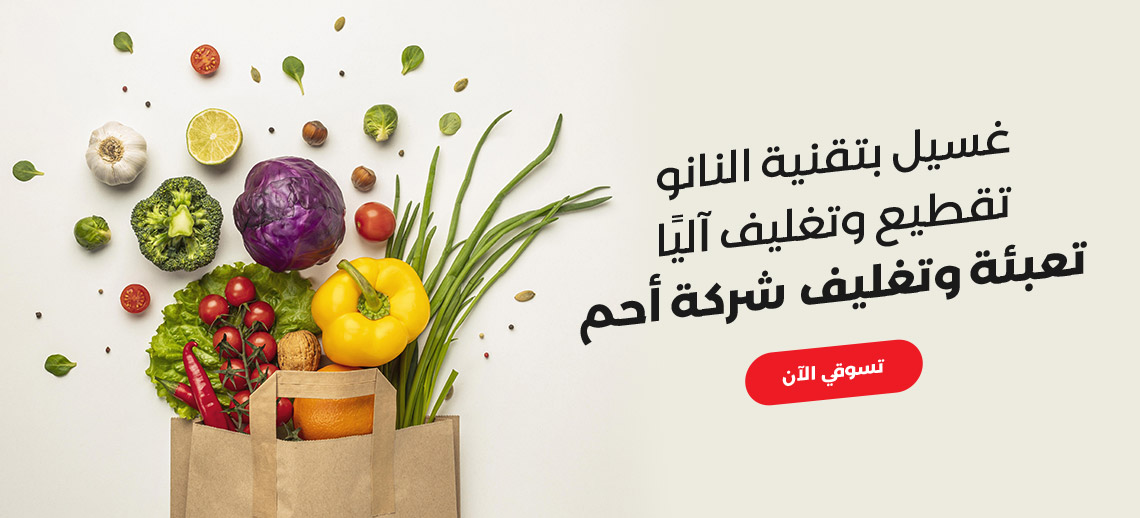 غسيل بتقنية النانو
تقطيع وتغليف آليًا
تعبئة وتغليف شركة أحم
تسوقي الآن